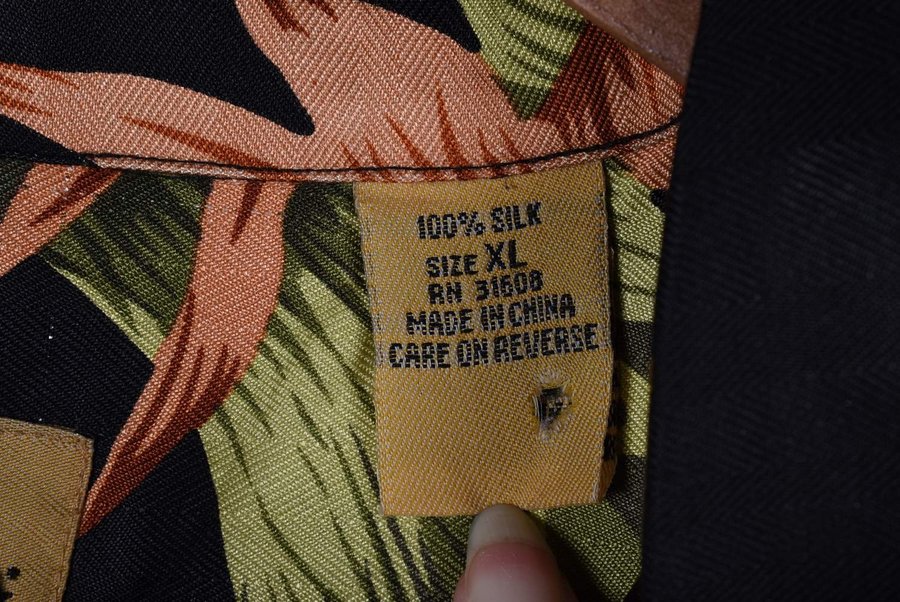 100% SILK
SIZE XL
RN 31608
MADE IN CHINA
CARE ON REVERSE